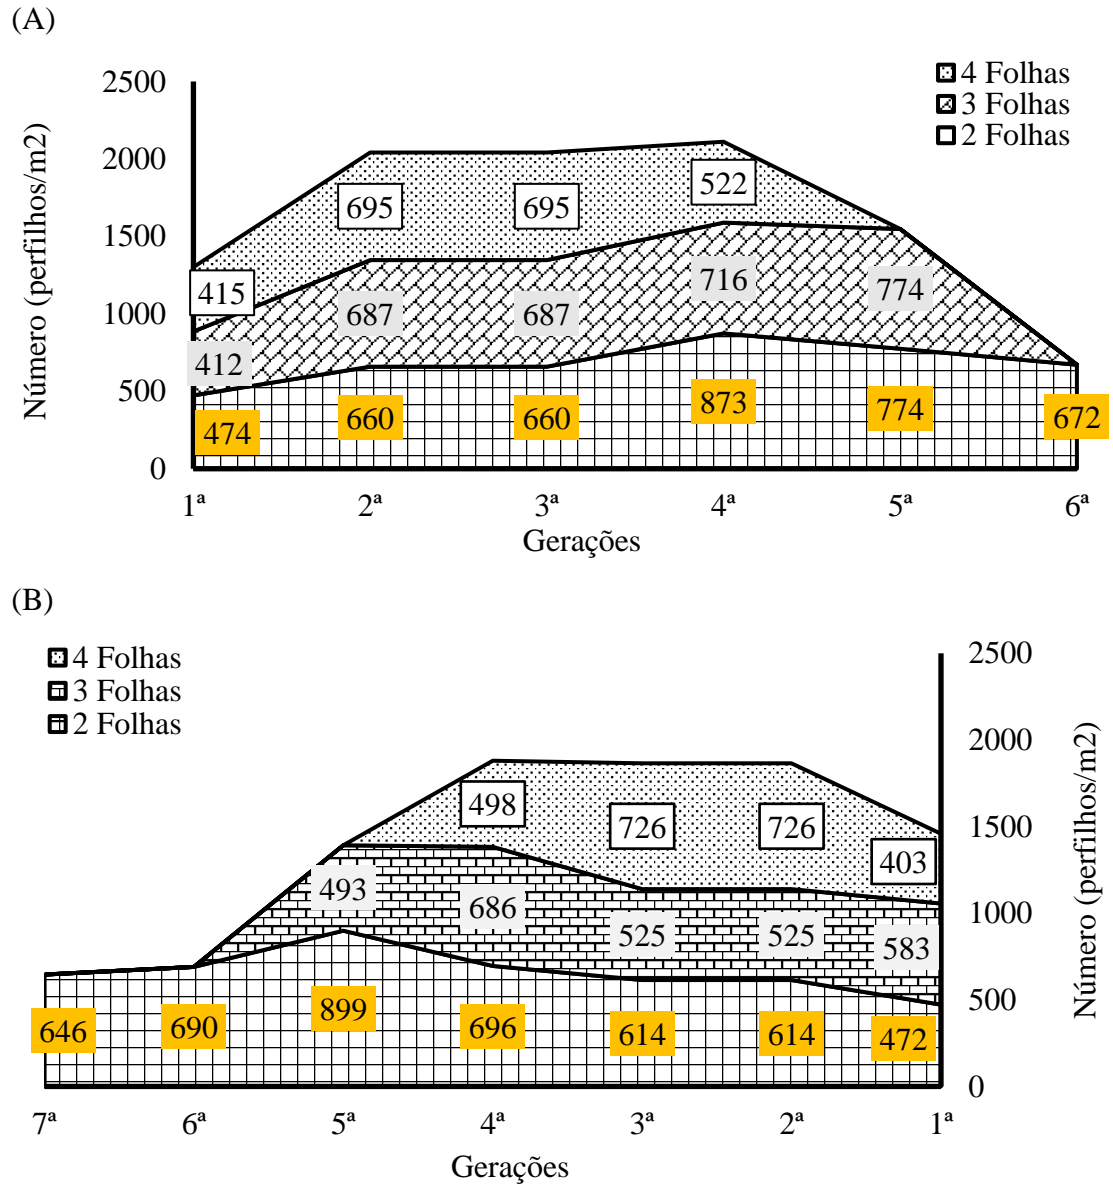 (A)
4 Folhas
3 Folhas
2 Folhas
Número (perfilhos/m2)
2500
2000
1500
1000
500
0
415 695 695 522
412 687 687 716 774
474 660 660 873 774 672
1ª 2ª 3ª 4ª 5ª 6ª
Gerações
(B)
4 Folhas
3 Folhas
2 Folhas
2500
2000
1500
1000
500
0
Número (perfilhos/m2)
498 726 726 403
493 686 525 525 583
646 690 899 696 614 614 472
7ª 6ª 5ª 4ª 3ª 2ª 1ª
Gerações